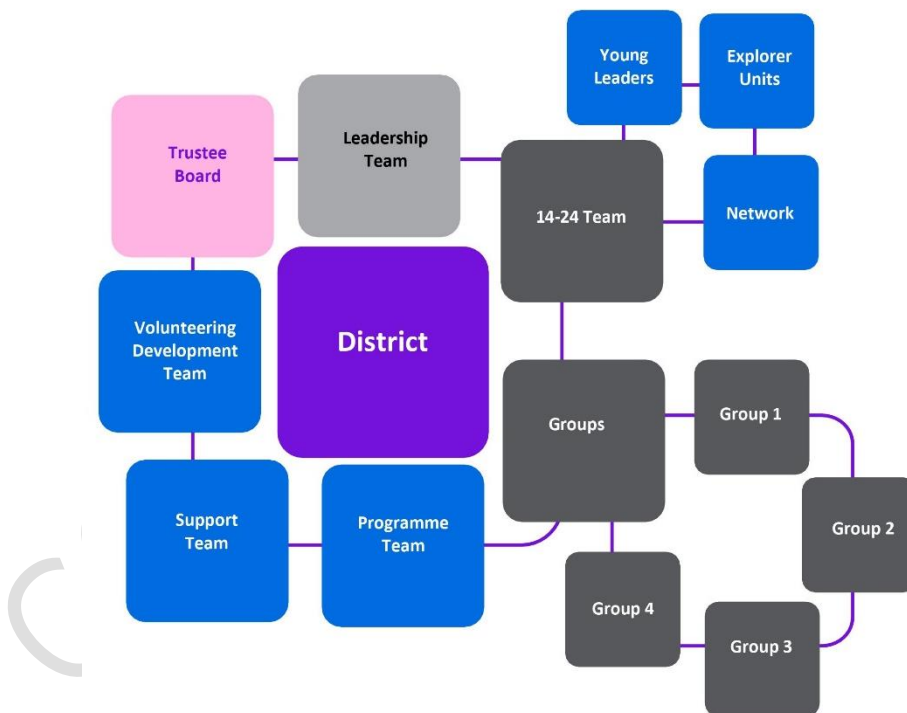 Young
Leaders
Explorer
Units
Trustee
Board
Leadership
Team
14-24 Team
Network
Volunteering
Development
Team
District
Groups
Group 1
Group 2
Support
Team
Programme
Team
Group 4
Group 3